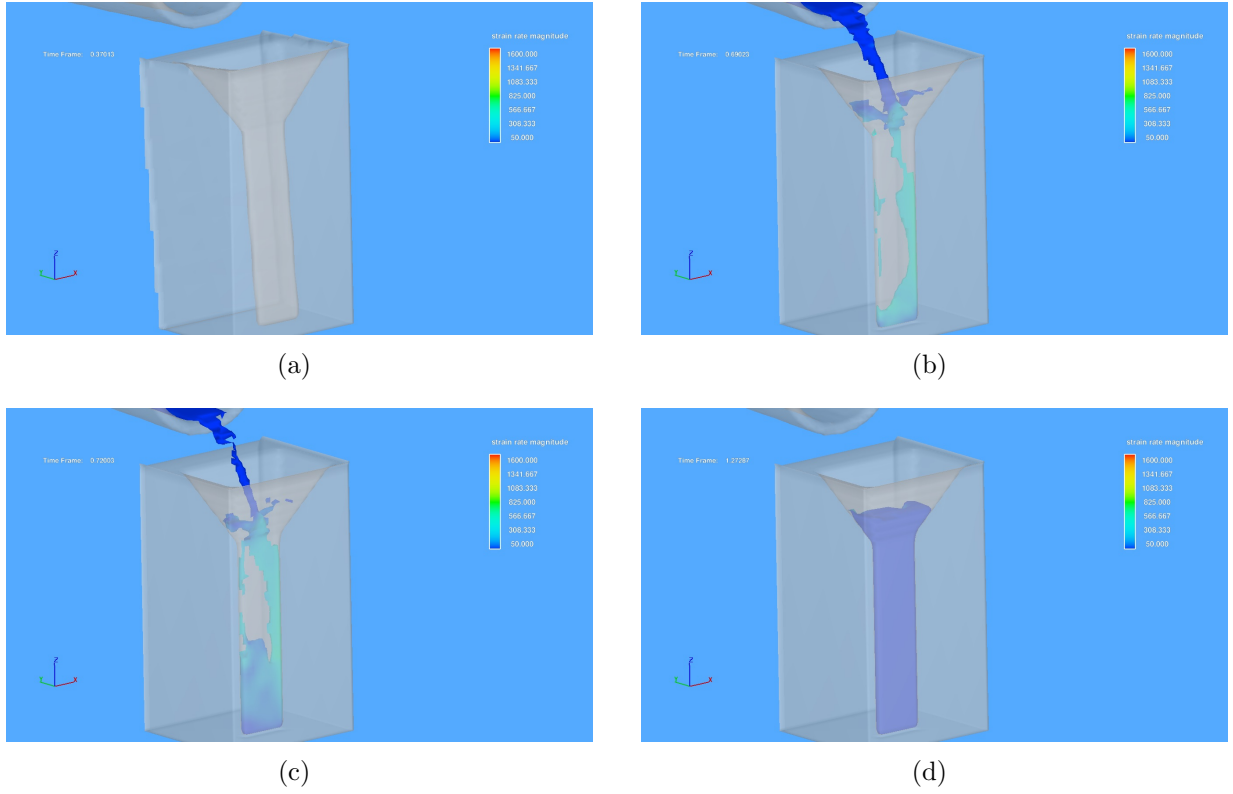 strain rate magnitude
Time Frame: 0.37013
1600.000
1341.667
1083.333
825.000
566.667
308.333
50.000
Z
Y
X
(a)
strain rate magnitude
Time Frame: 0.69023
1600.000
1341.667
1083.333
825.000
566.667
308.333
50.000
Z
Y
X
(b)
strain rate magnitude
Time Frame: 0.72003
1600.000
1341.667
1083.333
825.000
566.667
308.333
50.000
Z
Y
X
(c)
strain rate magnitude
Time Frame: 1.27287
1600.000
1341.667
1083.333
825.000
566.667
308.333
50.000
Z
Y
X
(d)